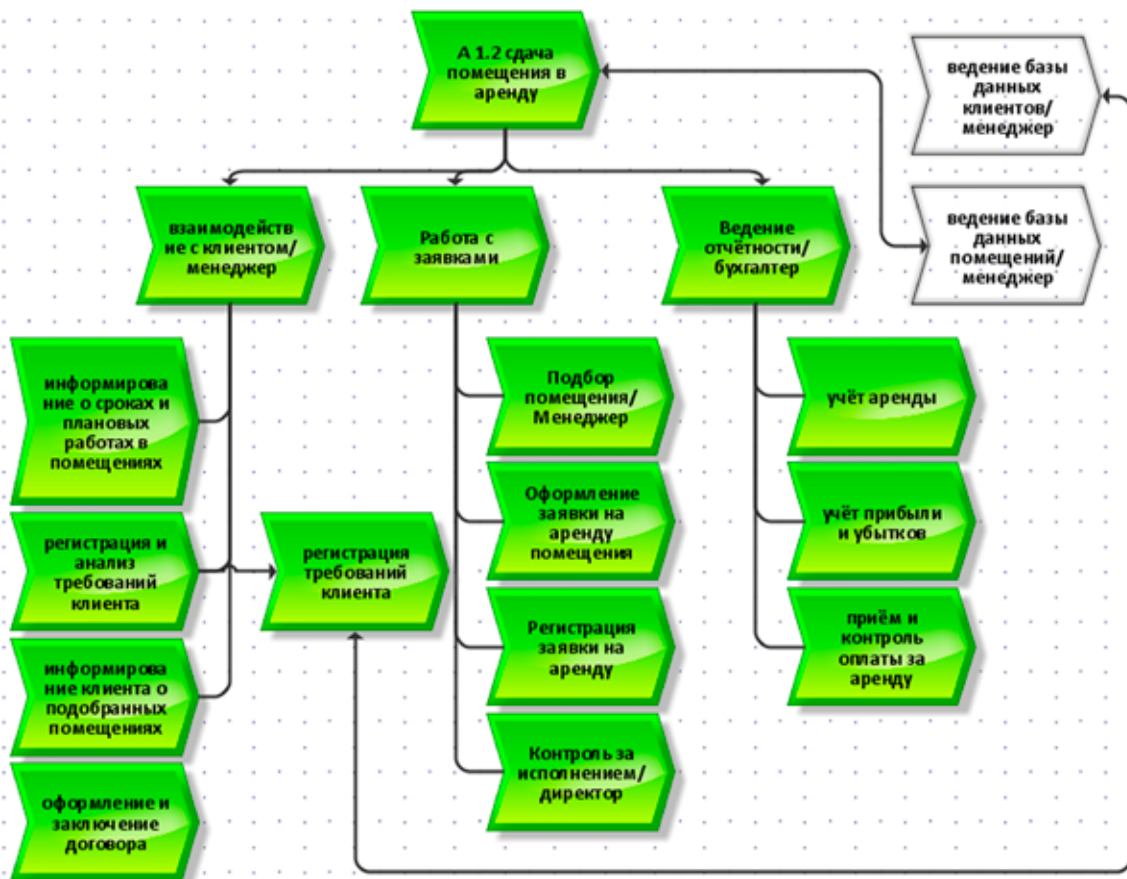 А 1.2 сдача
помещения в
аренду
ведение базы
данных
клиентов/
менеджер
взаимодейств
ие с клиентом/
менеджер
Работа с
заявками
Ведение
отчётности/
бухгалтер
ведение базы
данных
помещений/
менеджер
информирова
ние о сроках и
плановых
работах в
помещениях
Подбор
помещения/
Менеджер
учёт аренды
регистрация и
анализ
требований
клиента
регистрация
требований
клиента
Оформление
заявки на
аренду
помещения
учёт прибыли
и убытков
информирова
ние клиента о
подобранных
помещениях
Регистрация
заявки на
аренду
приём и
контроль
оплаты за
аренду
оформление и
заключение
договора
Контроль за
исполнением/
директор